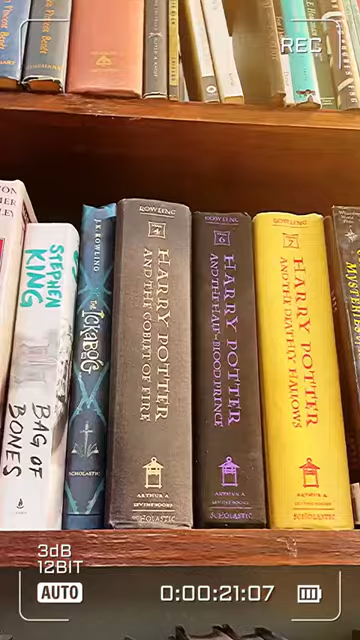 REC
STEPHEN
KING
BAG OF
BONES
J.K. ROWLING
THE
ICKABOG
SCHOLASTIC
ROWLING
4
HARRY POTTER
AND THE GOBLET OF FIRE
ARTHUR A.
LEVINE BOOKS
SCHOLASTIC
ROWLING
6
HARRY POTTER
AND THE HALF-BLOOD PRINCE
ARTHUR A.
LEVINE BOOKS
SCHOLASTIC
ROWLING
7
HARRY POTTER
AND THE DEATHLY HALLOWS
ARTHUR A.
LEVINE BOOKS
SCHOLASTIC
3dB
12BIT
AUTO
0:00:21:07